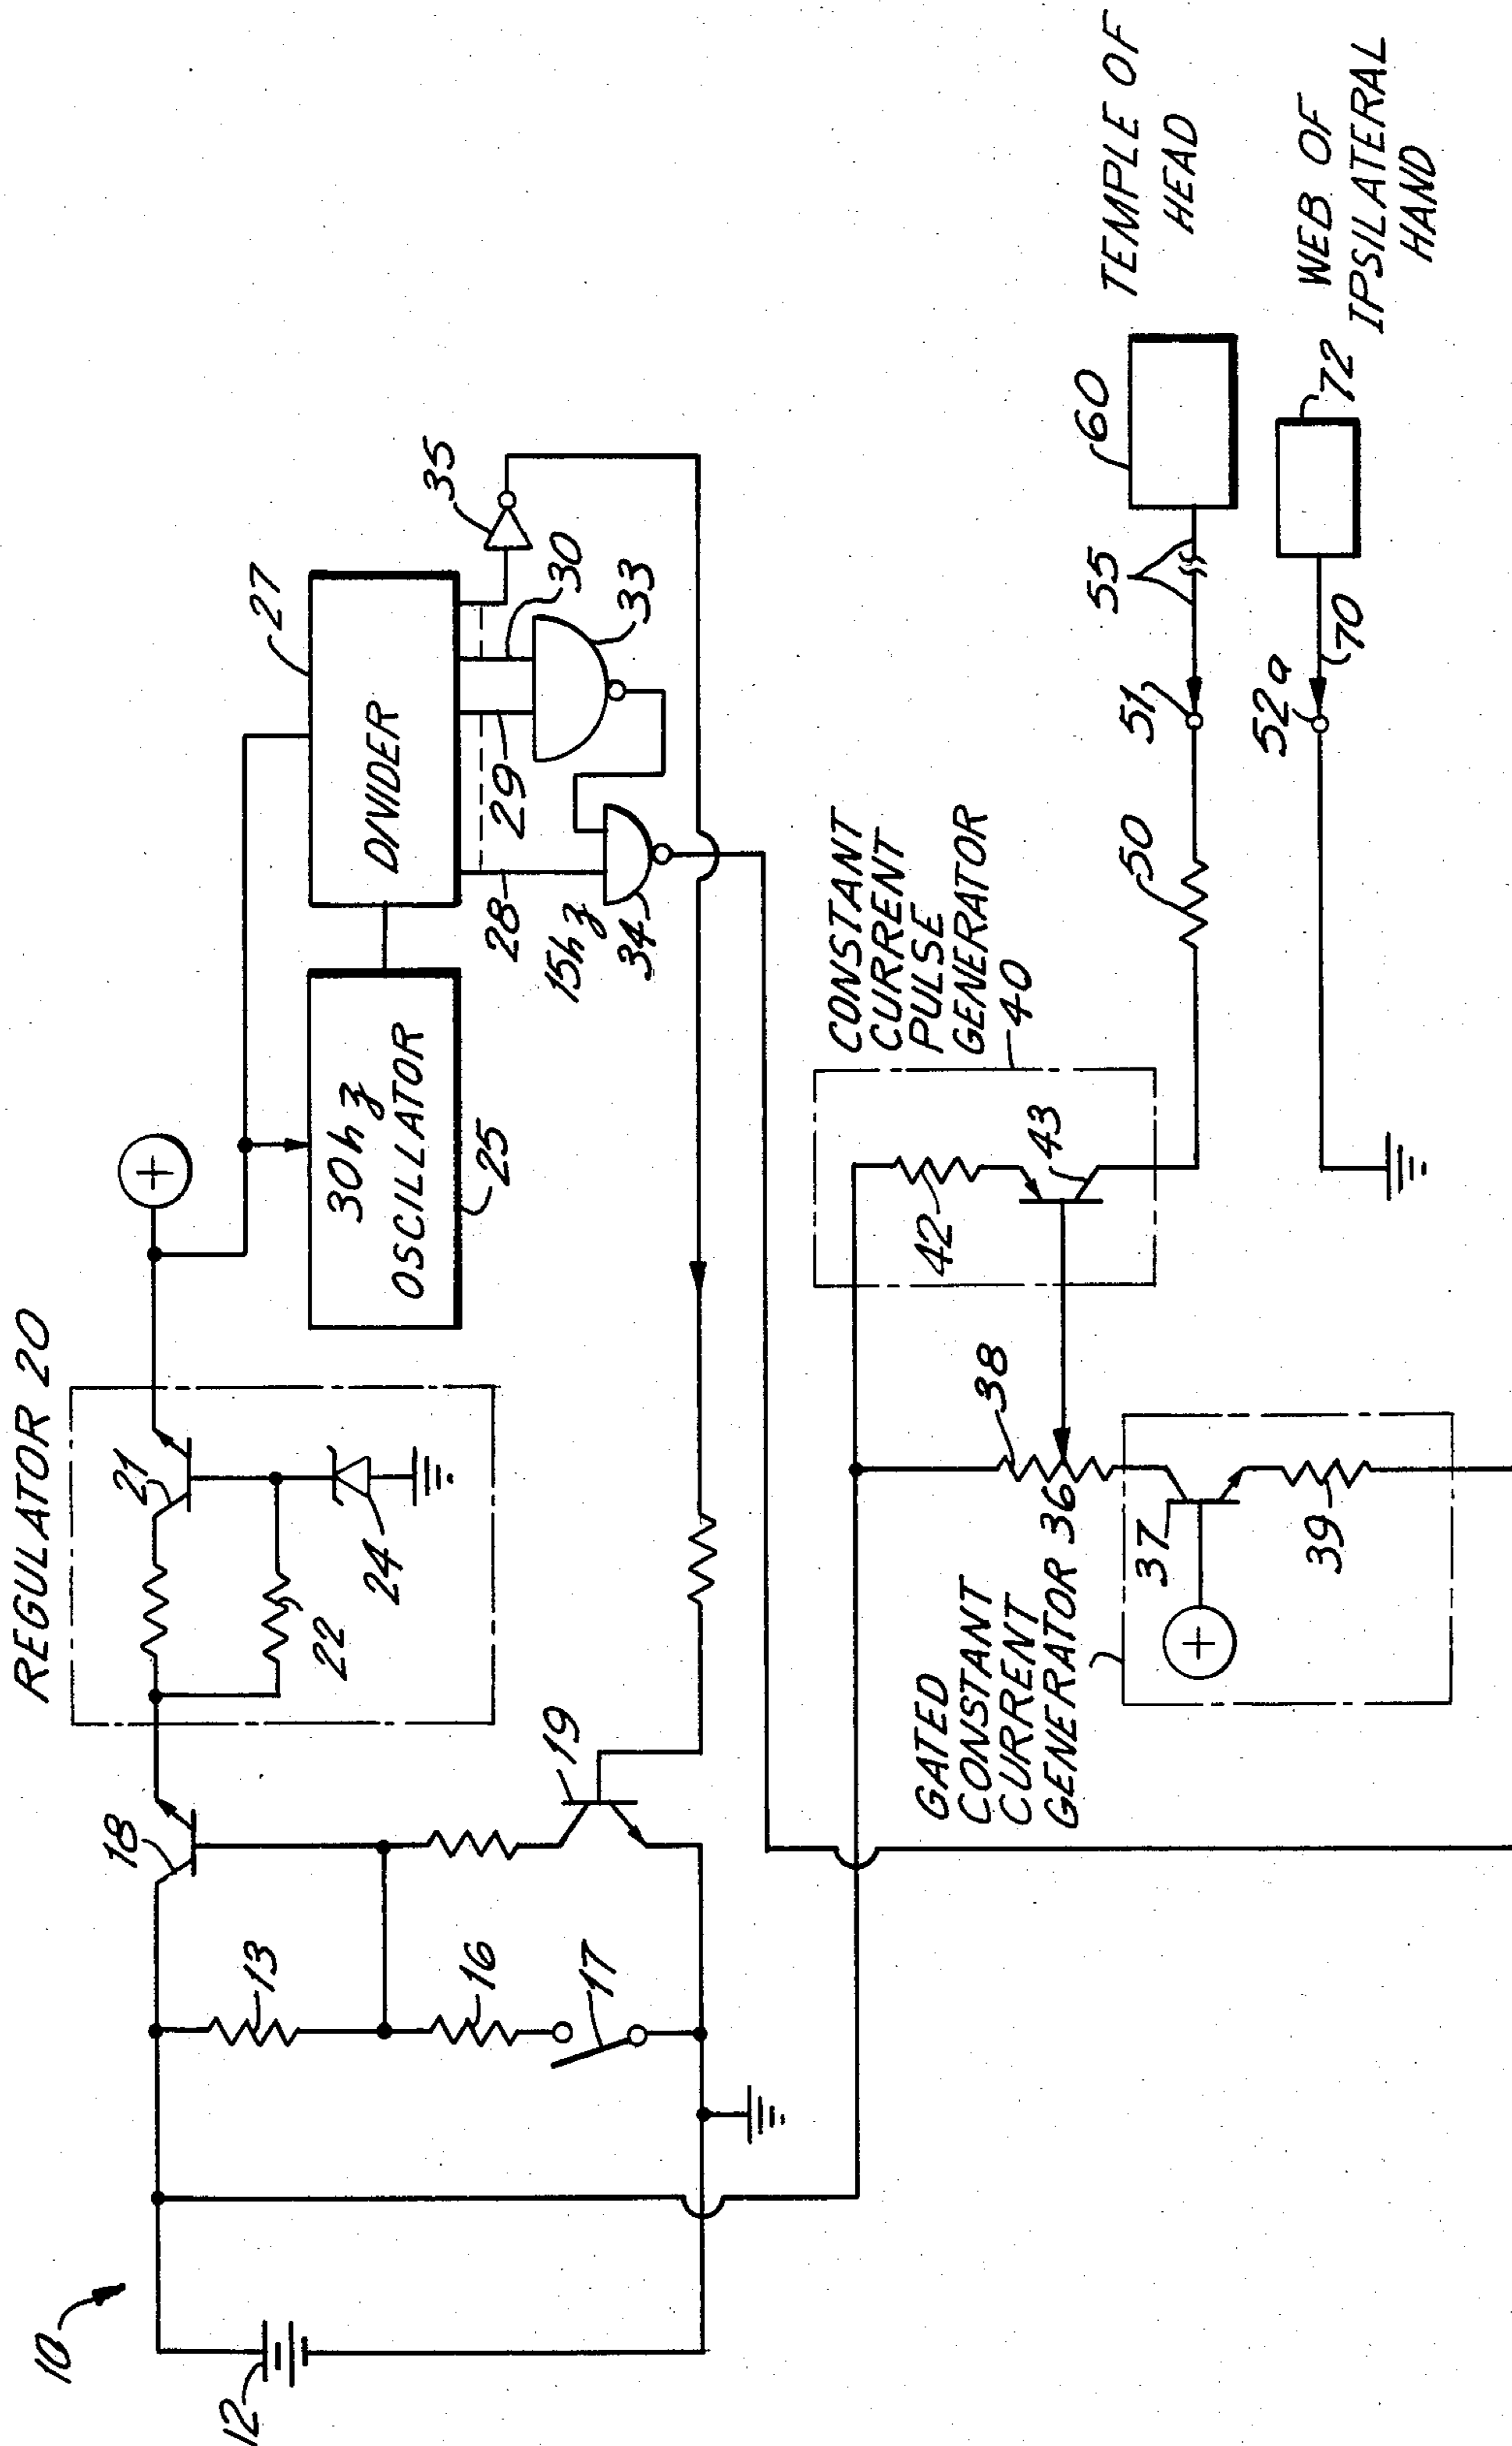 10
12
REGULATOR 20
18
21
13
16
17
19
22
24
30hz
OSCILLATOR
25
27
DIVIDER
28
29
30
33
34
35
15hz
CONSTANT
CURRENT
PULSE
GENERATOR
40
42
43
GATED
CONSTANT
CURRENT
GENERATOR 36
37
38
39
50
51
52a
55
60
70
72
TEMPLE OF
HEAD
WEB OF
IPSILATERAL
HAND